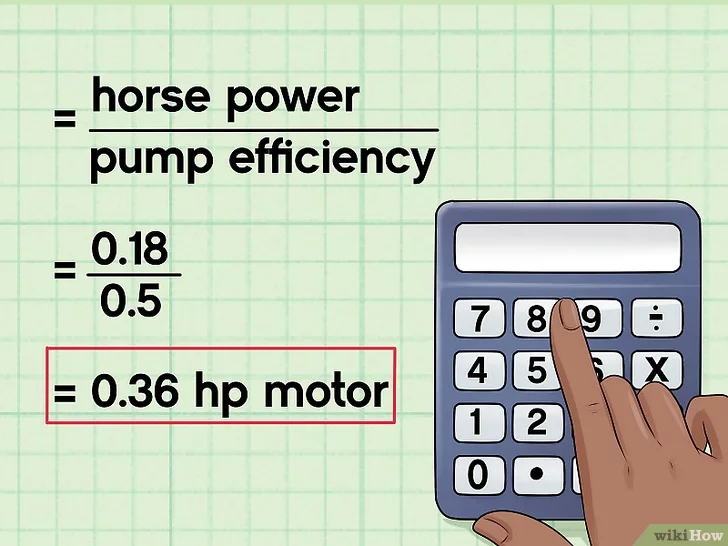 = horse power
pump efficiency
= 0.18
0.5
= 0.36 hp motor
7 8 9 ÷
4 5 6 X
1 2
0 •
wikiHow